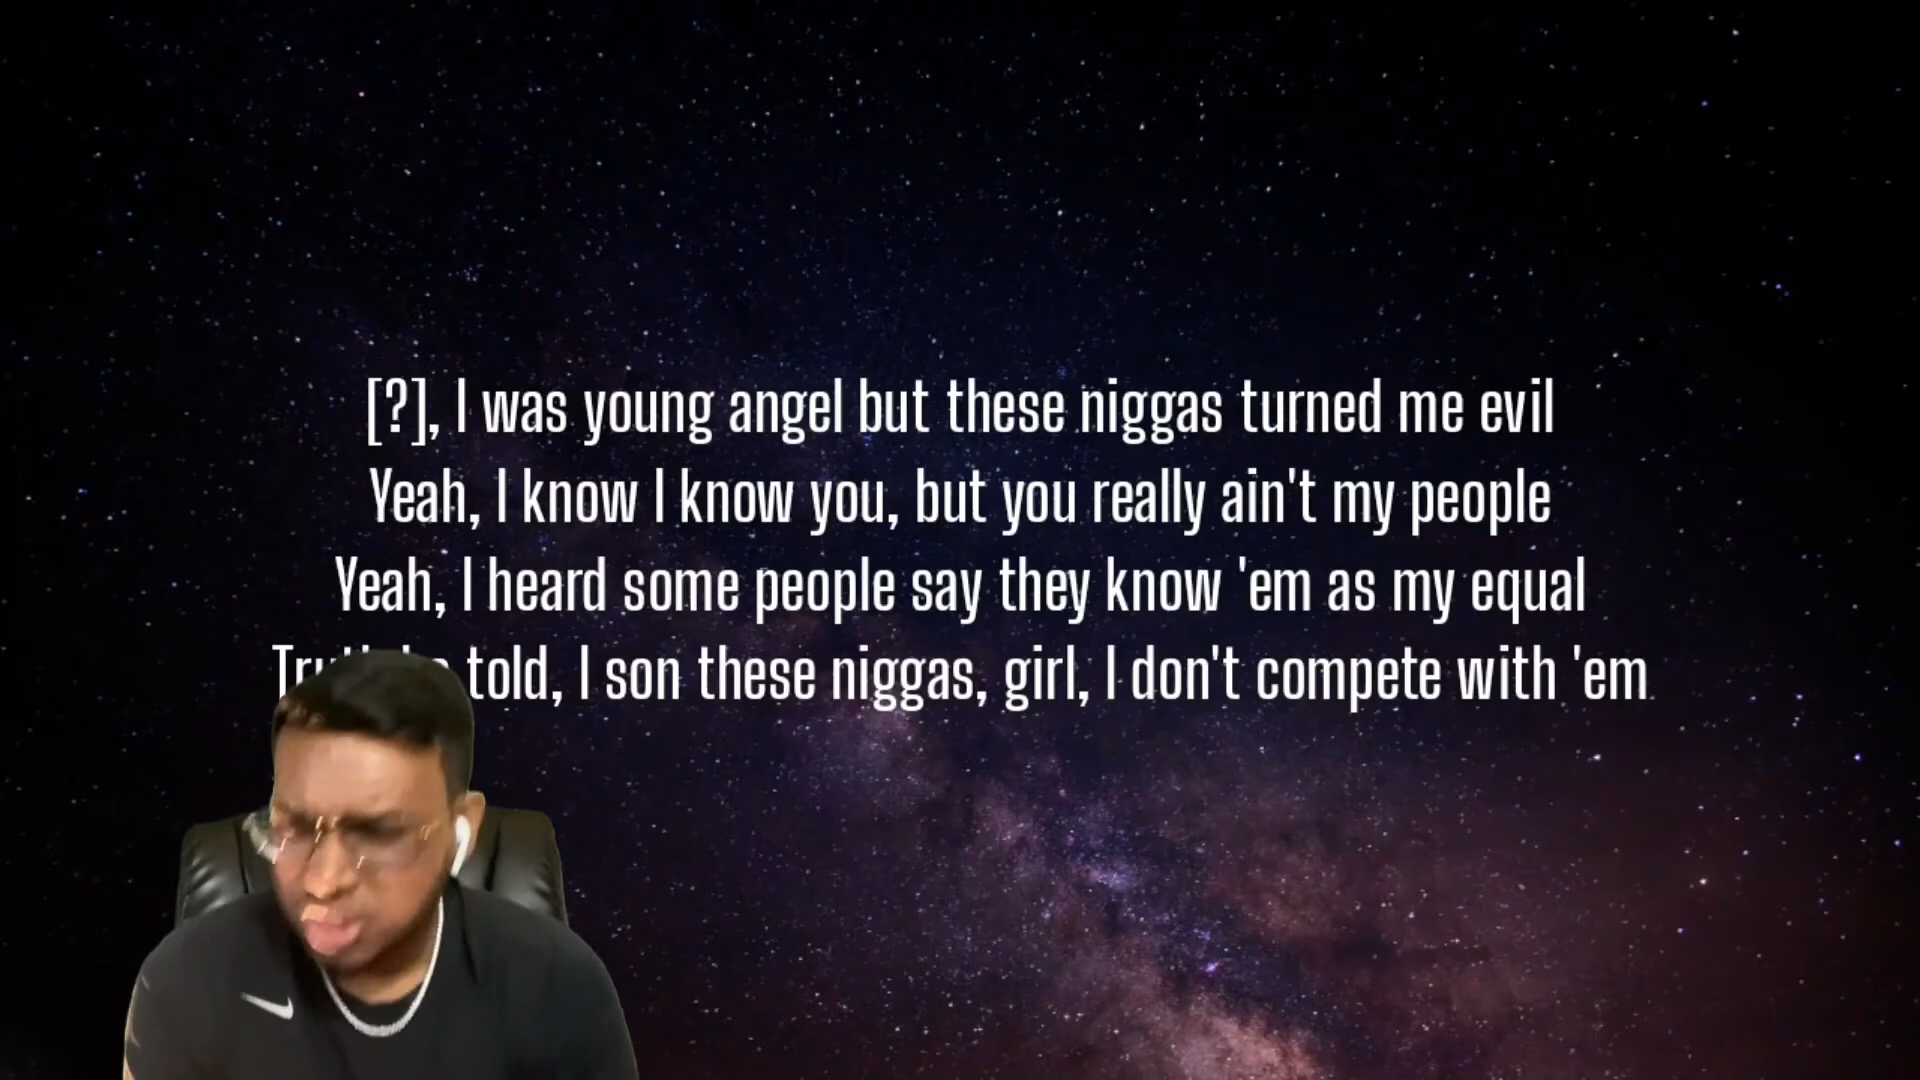 [?], I was young angel but these niggas turned me evil
Yeah, I know I know you, but you really ain't my people
Yeah, I heard some people say they know 'em as my equal
told, I son these niggas, girl, I don't compete with 'em